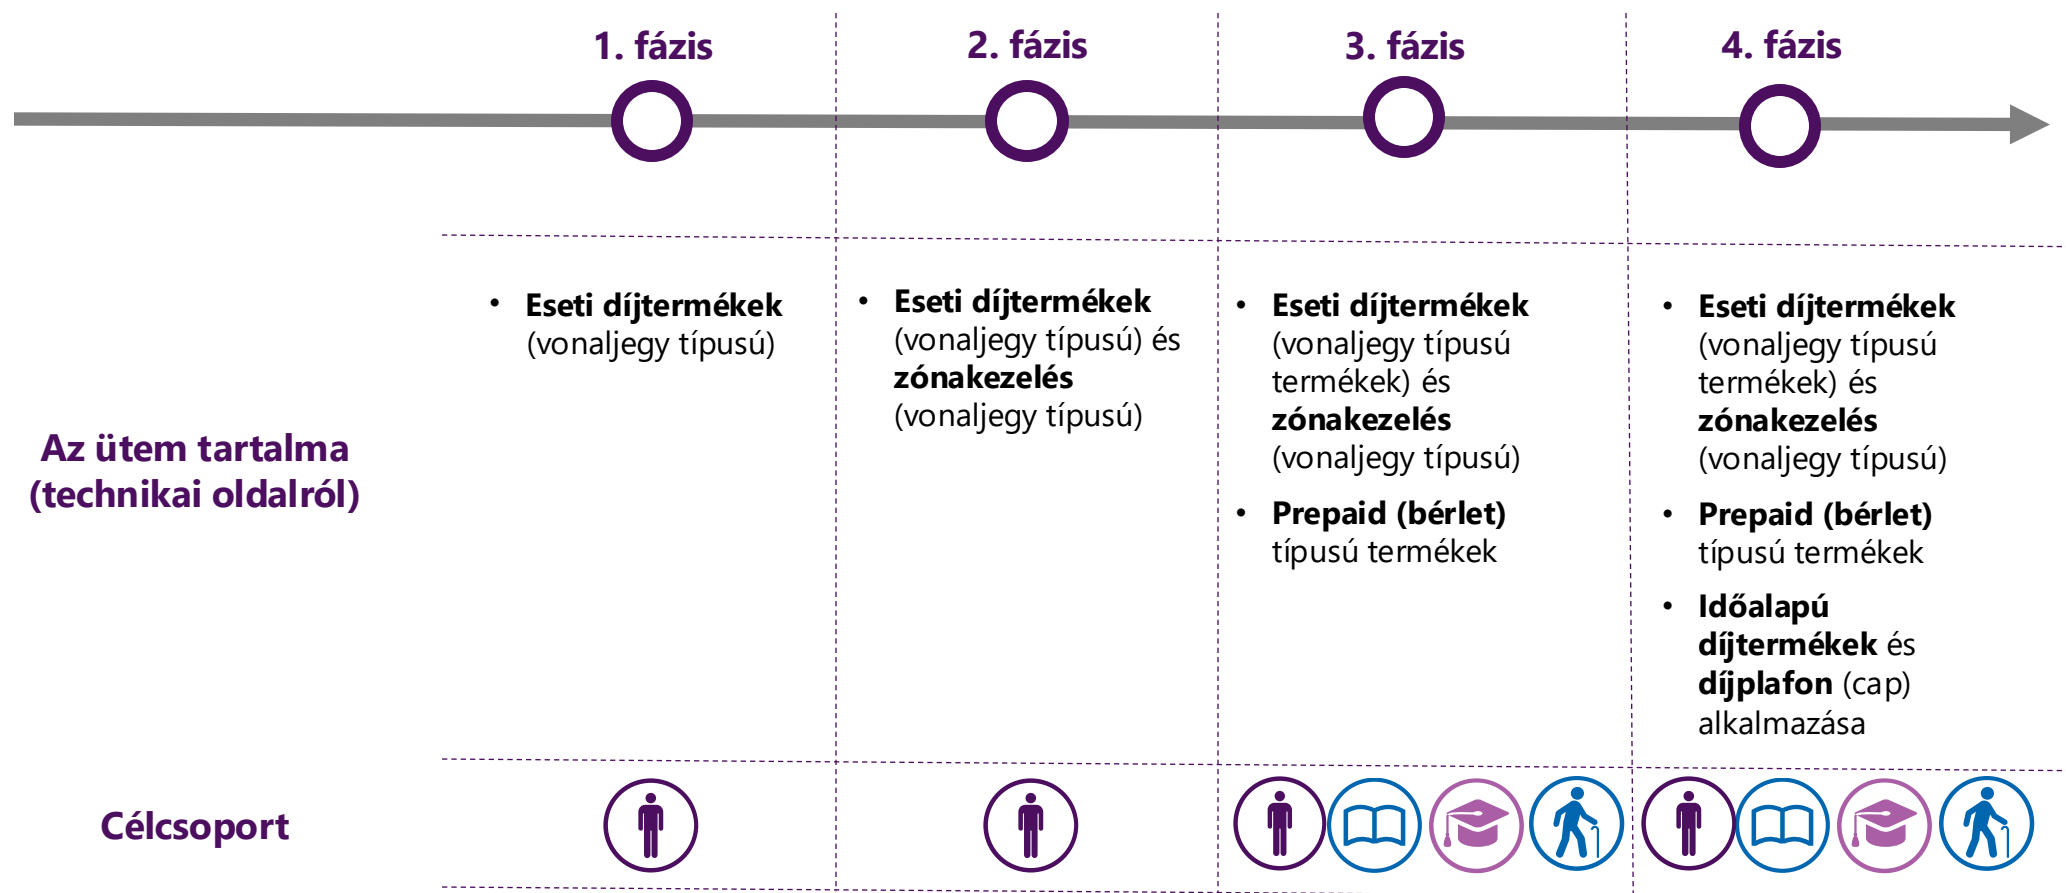 1. fázis
2. fázis
3. fázis
4. fázis
Az ütem tartalma
(technikai oldalról)
• Eseti díjtermékek
(vonaljegy típusú)
• Eseti díjtermékek
(vonaljegy típusú) és
zónakezelés
(vonaljegy típusú)
• Eseti díjtermékek
(vonaljegy típusú
termékek) és
zónakezelés
(vonaljegy típusú)
• Prepaid (bérlet)
típusú termékek
• Eseti díjtermékek
(vonaljegy típusú
termékek) és
zónakezelés
(vonaljegy típusú)
• Prepaid (bérlet)
típusú termékek
• Időalapú
díjtermékek és
díjplafon (cap)
alkalmazása
Célcsoport